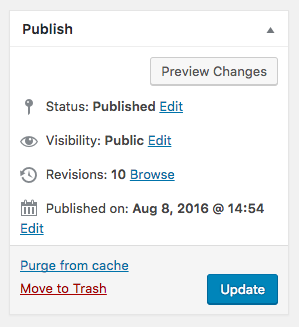 Publish
Preview Changes
Status: Published Edit
Visibility: Public Edit
Revisions: 10 Browse
Published on: Aug 8, 2016 @ 14:54
Edit
Purge from cache
Move to Trash
Update